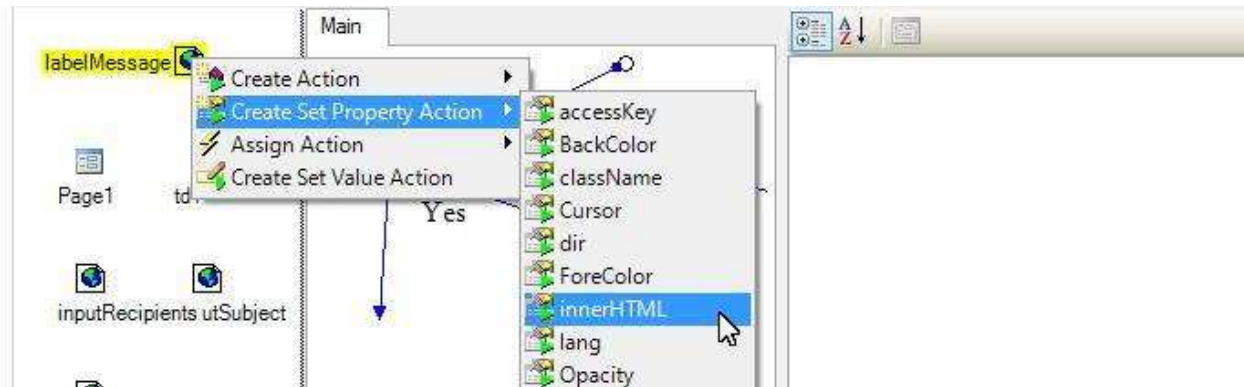 Main
labelMessage
Create Action
Create Set Property Action
Assign Action
Create Set Value Action
accessKey
BackColor
className
Cursor
dir
ForeColor
innerHTML
lang
Opacity
Page1
Yes
inputRecipients utSubject
A
Z